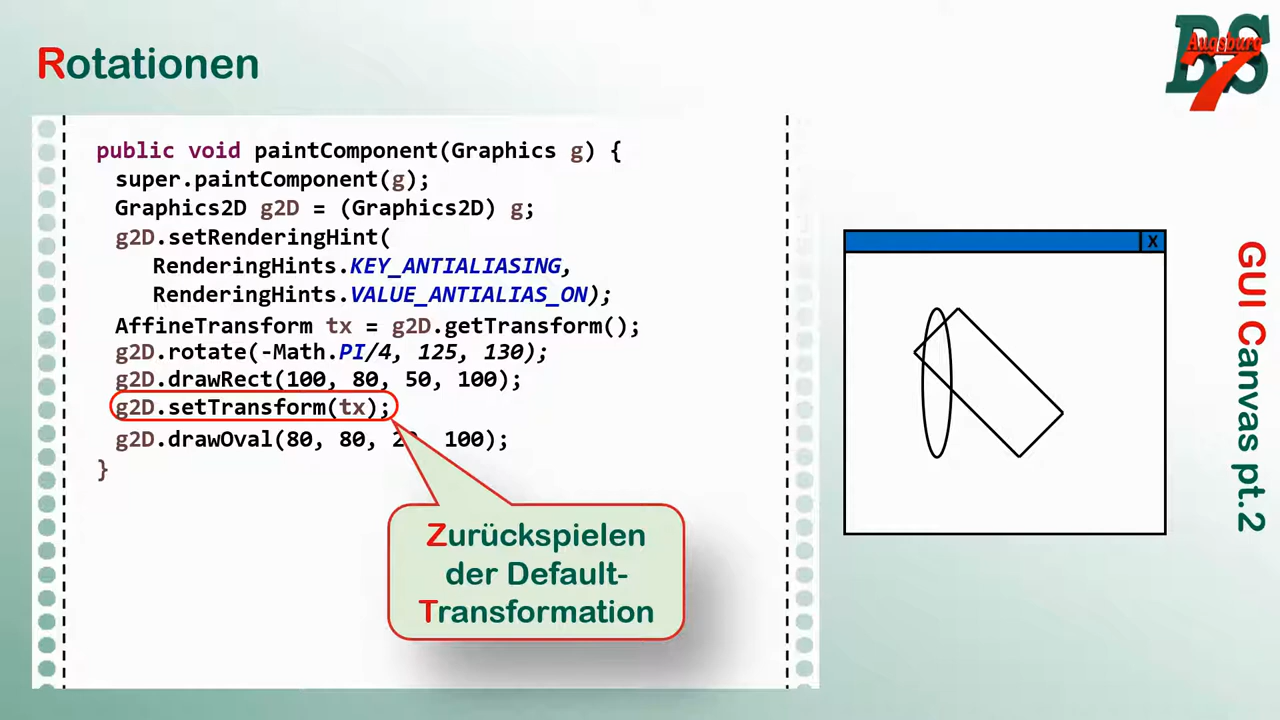 Rotationen
BS
Augsburg
7
public void paintComponent(Graphics g) {
super.paintComponent(g);
Graphics2D g2D = (Graphics2D) g;
g2D.setRenderingHint(
RenderingHints.KEY_ANTIALIASING,
RenderingHints.VALUE_ANTIALIAS_ON);
AffineTransform tx = g2D.getTransform();
g2D.rotate(-Math.PI/4, 125, 130);
g2D.drawRect(100, 80, 50, 100);
g2D.setTransform(tx);
g2D.drawOval(80, 80, 100);
}
Zurückspielen
der Default-
Transformation
X
GUI Canvas pt.2